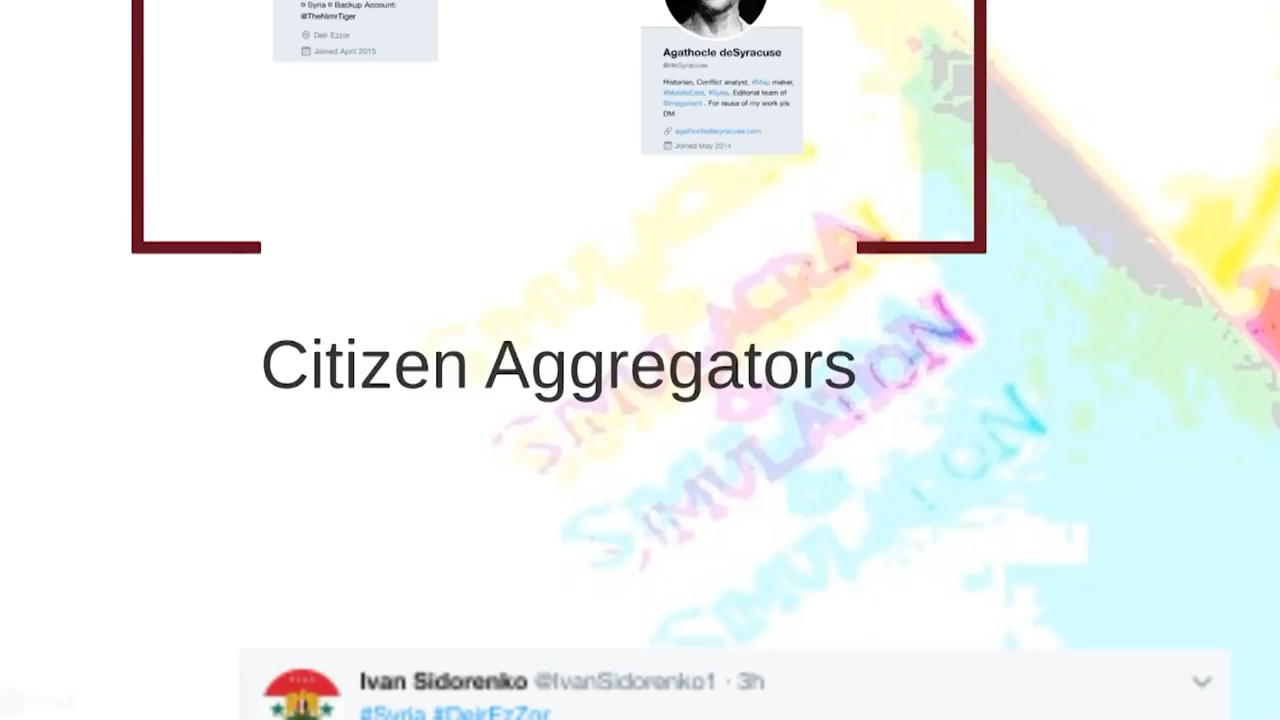 ¤ Syria ¤ Backup Account:
@TheNimrTiger
Deir Ezzor
Joined April 2015
Agathocle deSyracuse
@deSyracuse
Historian, Conflict analyst, #Map maker,
#MiddleEast, #Syria. Editorial team of
. For reuse of my work pls
DM.
agathocledesyracuse.com
Joined May 2014
SIMULACRA
SIMULACRA
&
SIMULATION
Citizen Aggregators
SIMULATION
Ivan Sidorenko @IvanSidorenko1 · 3h
#Syria #DeirEzZor